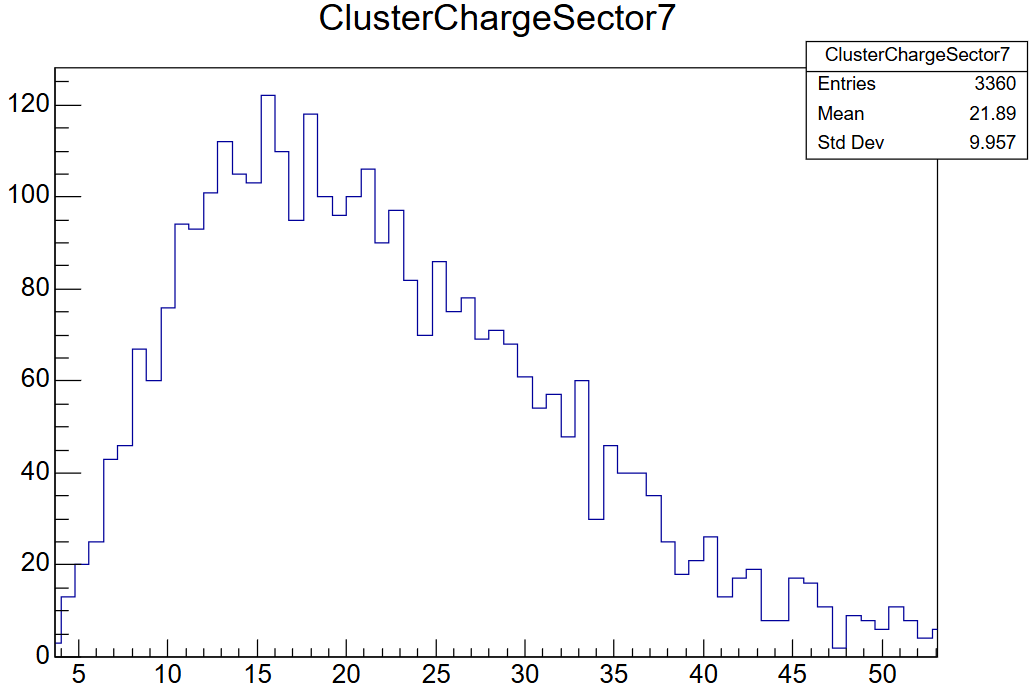 ClusterChargeSector7
ClusterChargeSector7
Entries 3360
Mean 21.89
Std Dev 9.957
120
100
80
60
40
20
0
5 10 15 20 25 30 35 40 45 50